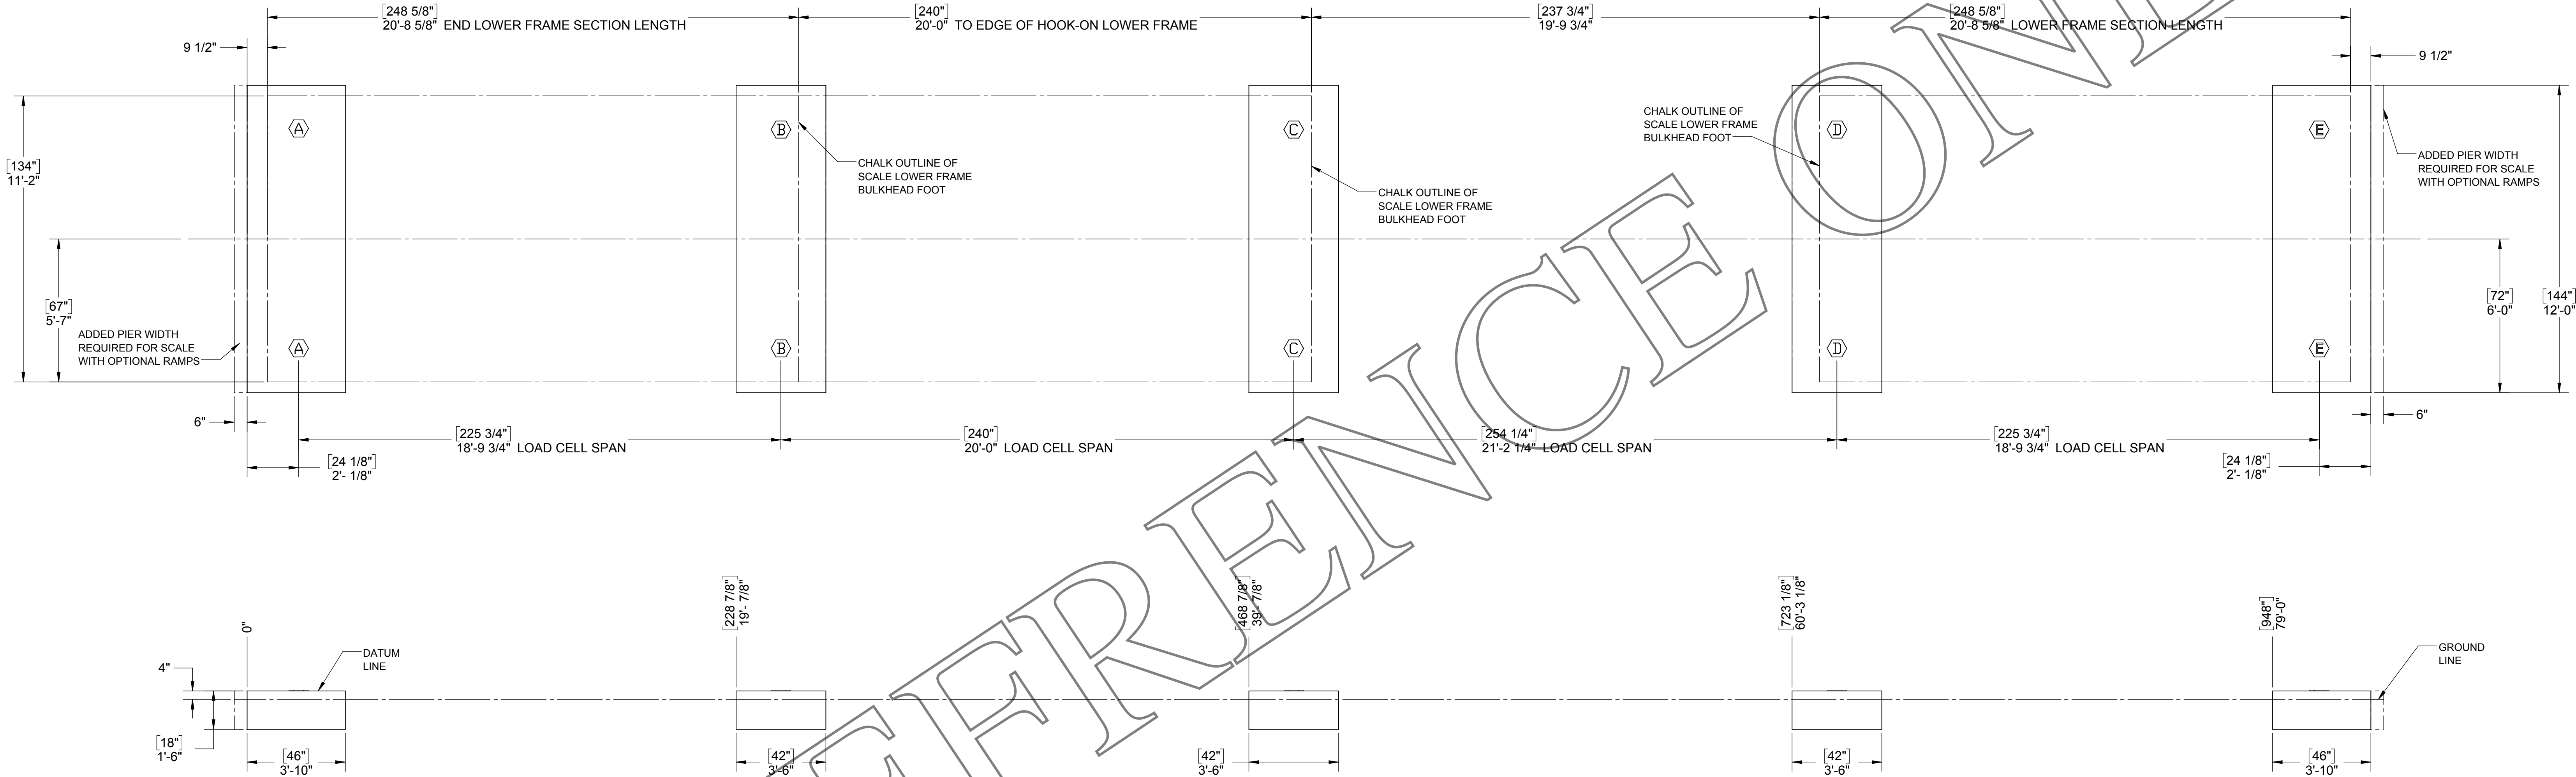 [248 5/8"]
20'-8 5/8" END LOWER FRAME SECTION LENGTH
[240"]
20'-0" TO EDGE OF HOOK-ON LOWER FRAME
[237 3/4"]
19'-9 3/4"
[248 5/8"]
20'-8 5/8" LOWER FRAME SECTION LENGTH
9 1/2"
9 1/2"
A
B
C
D
E
CHALK OUTLINE OF
SCALE LOWER FRAME
BULKHEAD FOOT
CHALK OUTLINE OF
SCALE LOWER FRAME
BULKHEAD FOOT
CHALK OUTLINE OF
SCALE LOWER FRAME
BULKHEAD FOOT
ADDED PIER WIDTH
REQUIRED FOR SCALE
WITH OPTIONAL RAMPS
[134"]
11'-2"
[67"]
5'-7"
[72"]
6'-0"
[144"]
12'-0"
ADDED PIER WIDTH
REQUIRED FOR SCALE
WITH OPTIONAL RAMPS
A
B
C
D
E
6"
6"
[225 3/4"]
18'-9 3/4" LOAD CELL SPAN
[240"]
20'-0" LOAD CELL SPAN
[254 1/4"]
21'-2 1/4" LOAD CELL SPAN
[225 3/4"]
18'-9 3/4" LOAD CELL SPAN
[24 1/8"]
2'- 1/8"
[24 1/8"]
2'- 1/8"
0"
[228 7/8"]
19'- 7/8"
[468 7/8"]
39'- 7/8"
[723 1/8"]
60'-3 1/8"
[948"]
79'-0"
4"
DATUM
LINE
GROUND
LINE
[18"]
1'-6"
[46"]
3'-10"
[42"]
3'-6"
[42"]
3'-6"
[42"]
3'-6"
[46"]
3'-10"